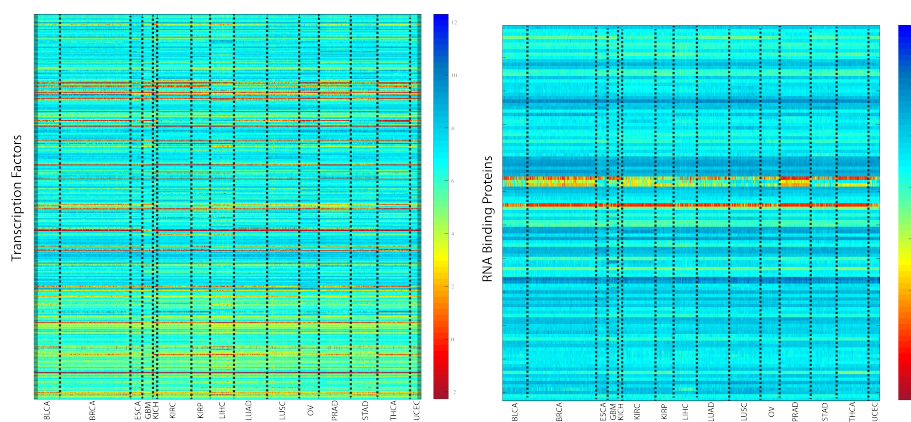 Transcription Factors
12
10
8
6
4
2
0
-2
BLCA
BRCA
ESCA
GBM
KICH
KIRC
KIRP
LIHC
LUAD
LUSC
OV
PRAD
STAD
THCA
UCEC
RNA Binding Proteins
BLCA
BRCA
ESCA
GBM
KICH
KIRC
KIRP
LIHC
LUAD
LUSC
OV
PRAD
STAD
THCA
UCEC